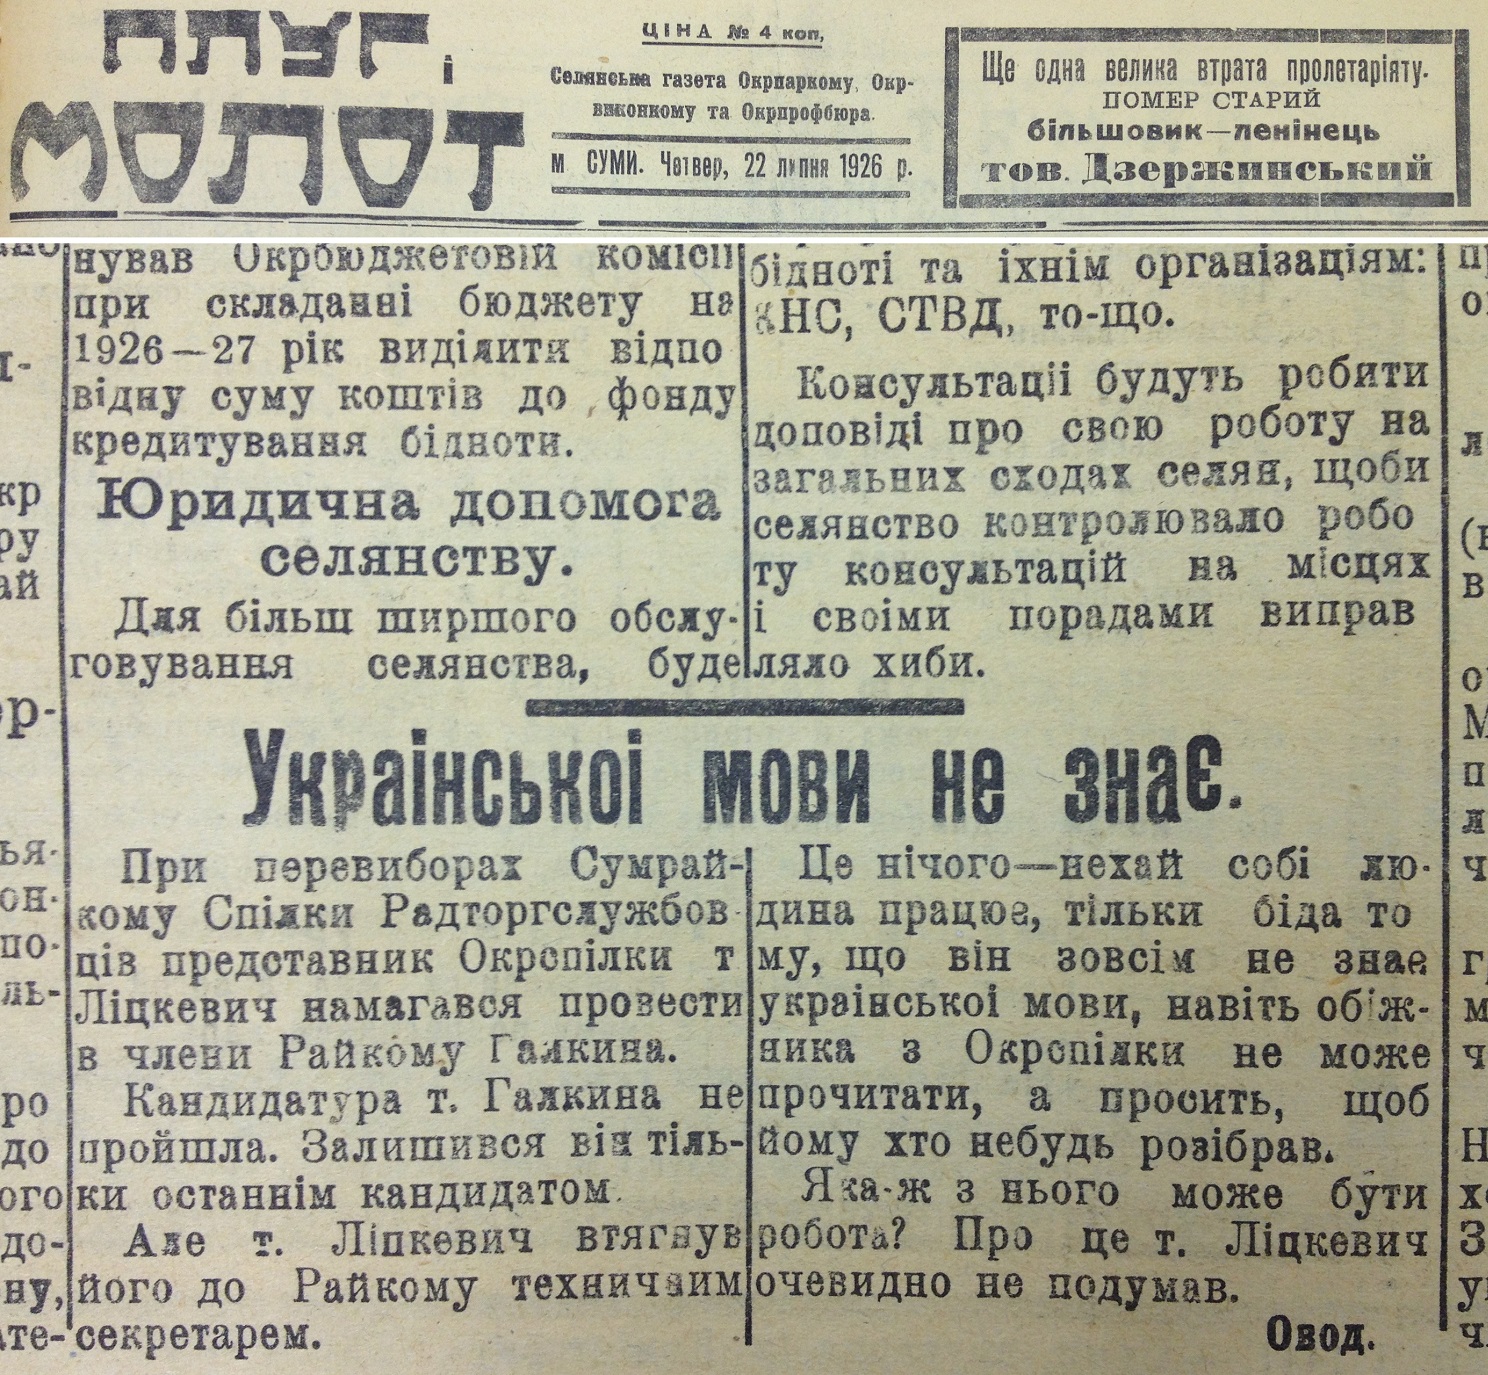 ПЛУГ і
МОЛОТ
ЦІНА № 4 коп,
Селянська газета Окрпаркому, Окр-
виконкому та Окрпрофбюра.
м СУМИ. Четвер, 22 липня 1926 р.
Ще одна велика втрата пролетаріяту.
ПОМЕР СТАРИЙ
більшовик—ленінець
тов. Дзержинський
нував Окрбюджетовій комісії
при складанні бюджету на
1926—27 рік виділити відпо
відну суму коштів до фонду
кредитування бідноти.
Юридична допомога
селянству.
Для більш ширшого обслу-
говування селянства, буде
бідноті та іхнім організаціям:
КНС, СТВД, то-що.
Консультаціі будуть робити
доповіді про свою роботу на
загальних сходах селян, щоби
селянство контролювало робо
ту консультацій на місцях
і своіми порадами виправ
ляло хиби.
Украінськоі мови не знає.
При перевиборах Сумрай-
кому Спілки Радторгслужбов-
ців представник Окрспілки т
Ліцкевич намагався провести
в члени Райкому Галкина.
Кандидатура т. Галкина не
пройшла. Залишився він тіль-
ки останнім кандидатом.
Але т. Ліцкевич втягнув
його до Райкому техничним
секретарем.
Це нічого—нехай собі лю-
дина працює, тільки біда то
му, що він зовсім не знає
украінськоі мови, навіть обіж-
ника з Окрспілки не може
прочитати, а просить, щоб
йому хто небудь розібрав.
Яка-ж з нього може бути
робота? Про це т. Ліцкевич
очевидно не подумав.
Овод.